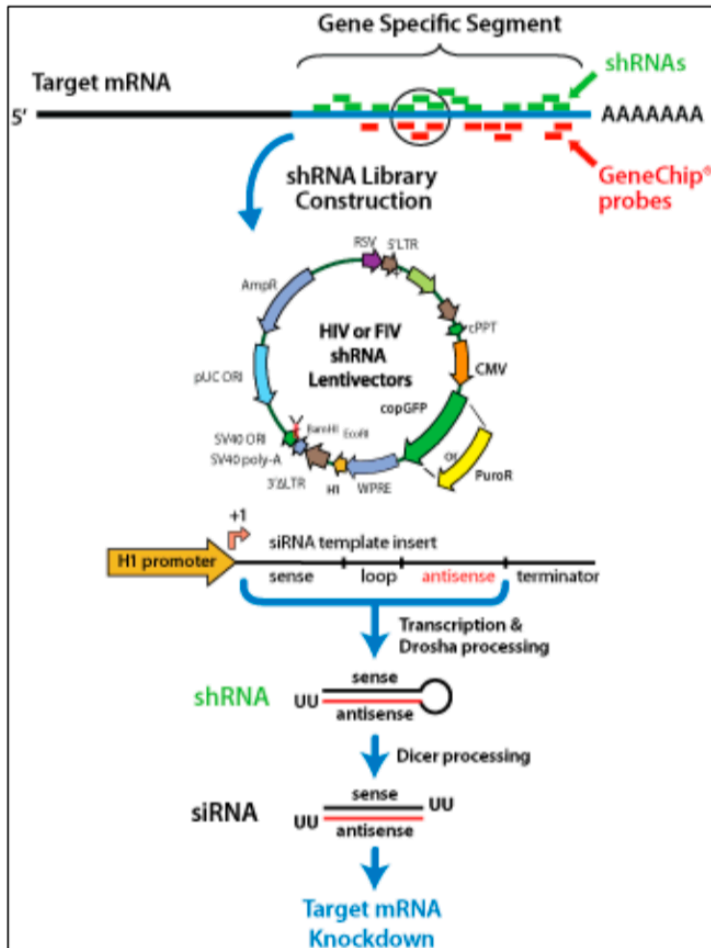 Gene Specific Segment
shRNAs
Target mRNA
5'
AAAAAAA
GeneChip®
probes
shRNA Library
Construction
RSV
5'LTR
AmpR
cPPT
HIV or FIV
shRNA
Lentivectors
CMV
pUC ORI
copGFP
SV40 ORI
BamHI
EcoRI
SV40 poly-A
or
PuroR
3'ΔLTR
H1
WPRE
+1
siRNA template insert
H1 promoter
sense
loop
antisense
terminator
Transcription &
Drosha processing
sense
shRNA
UU
antisense
Dicer processing
sense
UU
siRNA
UU
antisense
Target mRNA
Knockdown